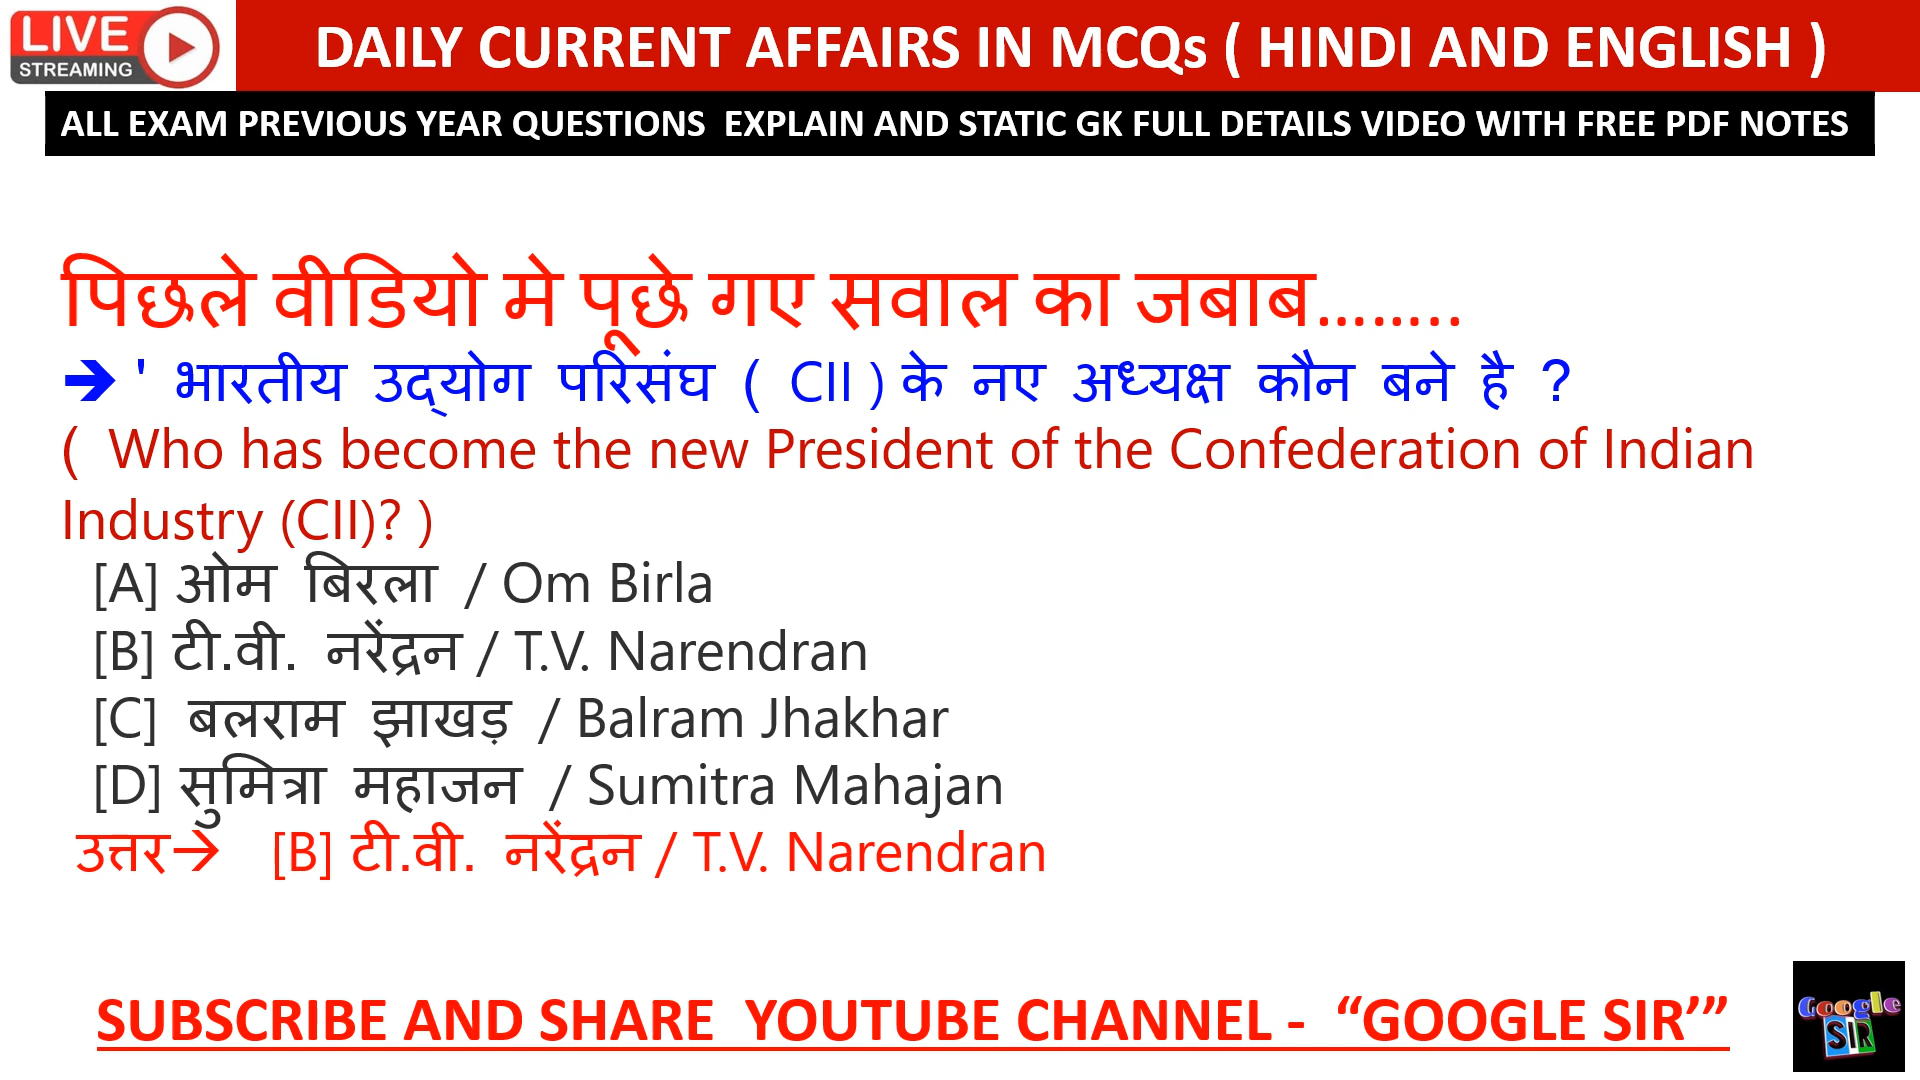 LIVE
STREAMING
DAILY CURRENT AFFAIRS IN MCQs ( HINDI AND ENGLISH )
ALL EXAM PREVIOUS YEAR QUESTIONS EXPLAIN AND STATIC GK FULL DETAILS VIDEO WITH FREE PDF NOTES
पिछले वीडियो मे पूछे गए सवाल का जबाब........
➔ ' भारतीय उद्योग परिसंघ ( CII ) के नए अध्यक्ष कौन बने है ?
( Who has become the new President of the Confederation of Indian
Industry (CII)? )
[A] ओम बिरला / Om Birla
[B] टी.वी. नरेंद्रन / T.V. Narendran
[C] बलराम झाखड़ / Balram Jhakhar
[D] सुमित्रा महाजन / Sumitra Mahajan
उत्तर→ [B] टी.वी. नरेंद्रन / T.V. Narendran
SUBSCRIBE AND SHARE YOUTUBE CHANNEL - “GOOGLE SIR’”
Google
SIR